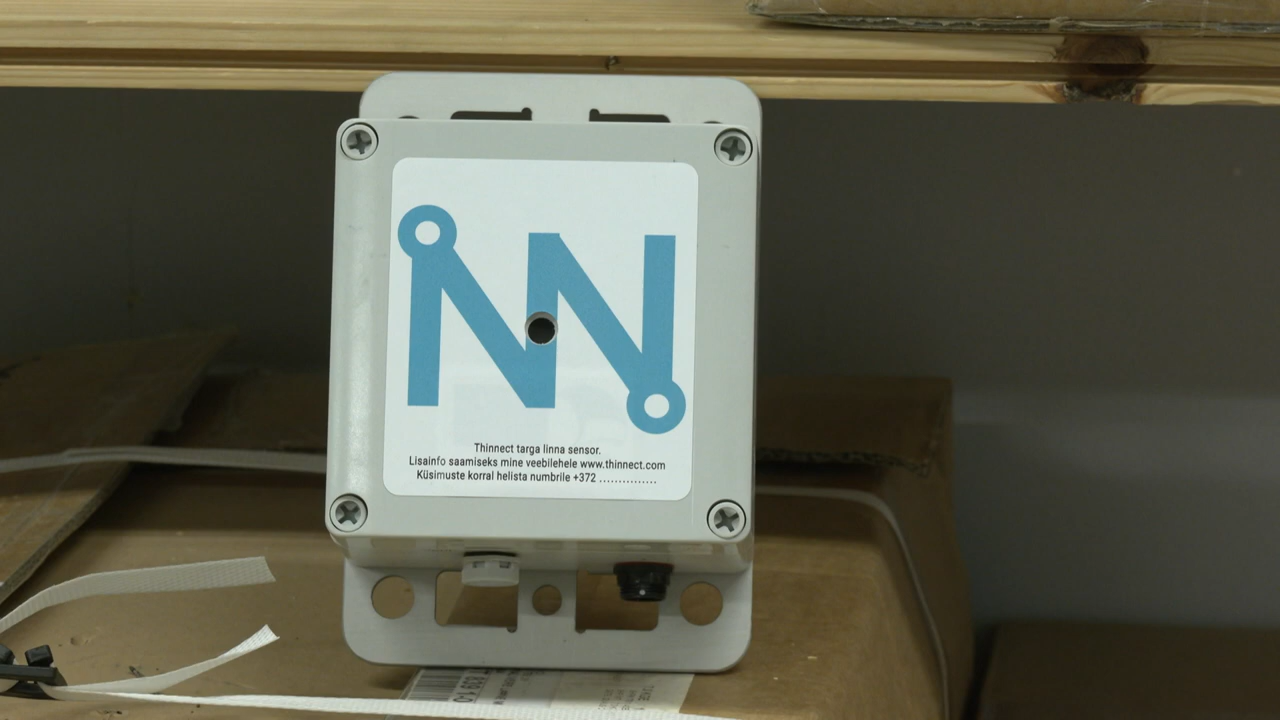 Thinnect targa linna sensor.
Lisainfo saamiseks mine veebilehele www.thinnect.com
Küsimuste korral helista numbrile +372 ...............